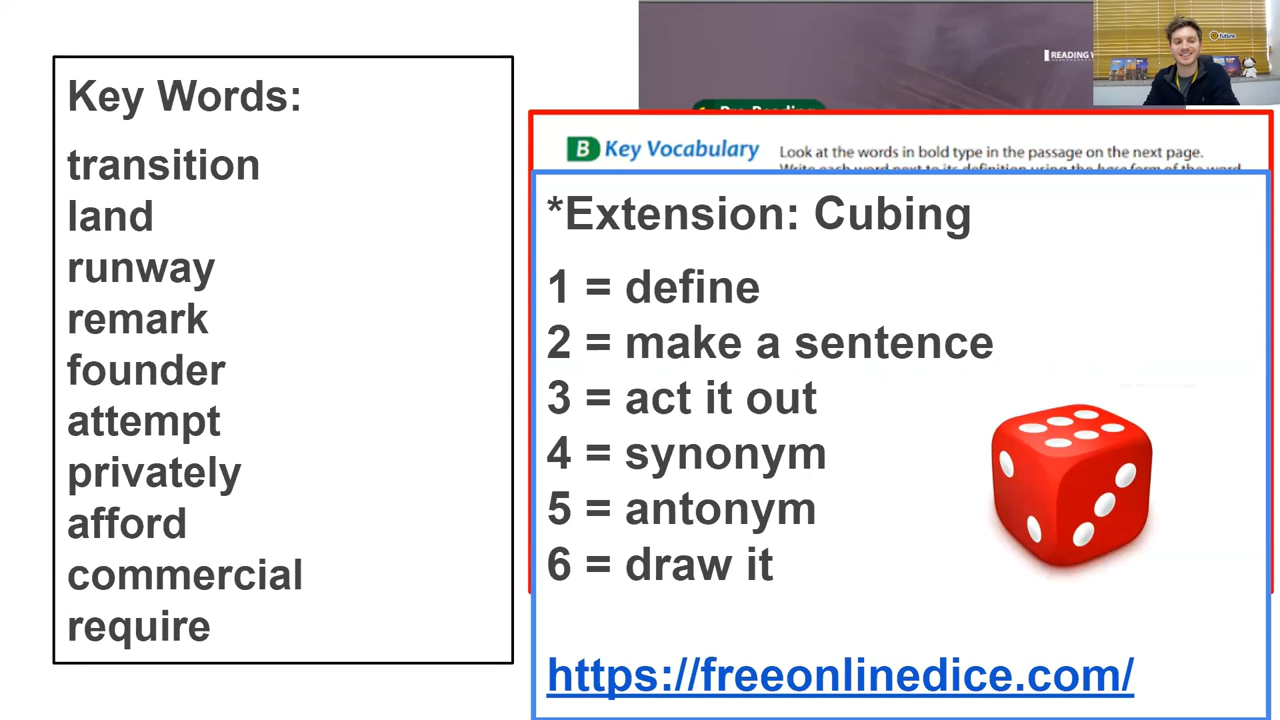 Key Words:
transition
land
runway
remark
founder
attempt
privately
afford
commercial
require
READING
future
B Key Vocabulary
Look at the words in bold type in the passage on the next page.
*Extension: Cubing
1 = define
2 = make a sentence
3 = act it out
4 = synonym
5 = antonym
6 = draw it
https://freeonlinedice.com/